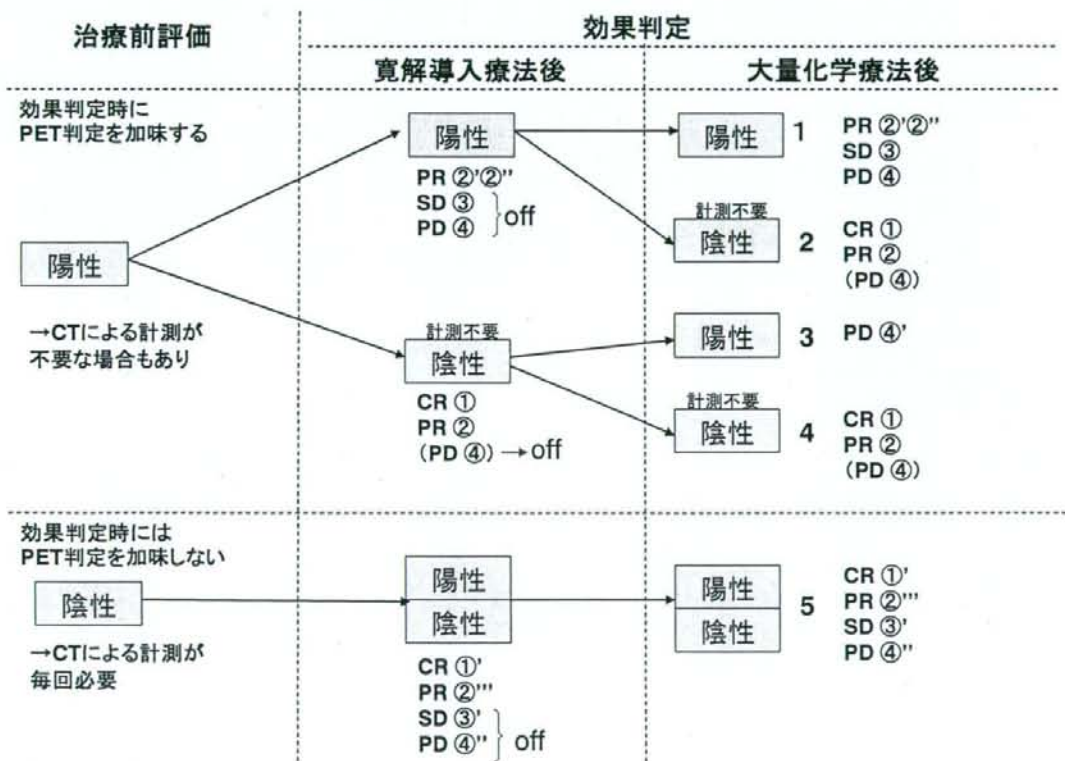 治療前評価
効果判定
寛解導入療法後
大量化学療法後
効果判定時に
PET判定を加味する
陽性
→CTによる計測が
不要な場合もあり
陽性
PR ②'②''
SD ③
PD ④
off
計測不要
陰性
CR ①
PR ②
(PD ④) → off
陽性
1
PR ②'②''
SD ③
PD ④
計測不要
陰性
2
CR ①
PR ②
(PD ④)
陽性
3
PD ④'
計測不要
陰性
4
CR ①
PR ②
(PD ④)
効果判定時には
PET判定を加味しない
陰性
→CTによる計測が
毎回必要
陽性
陰性
CR ①'
PR ②'''
SD ③'
PD ④''
off
陽性
陰性
5
CR ①'
PR ②'''
SD ③'
PD ④''